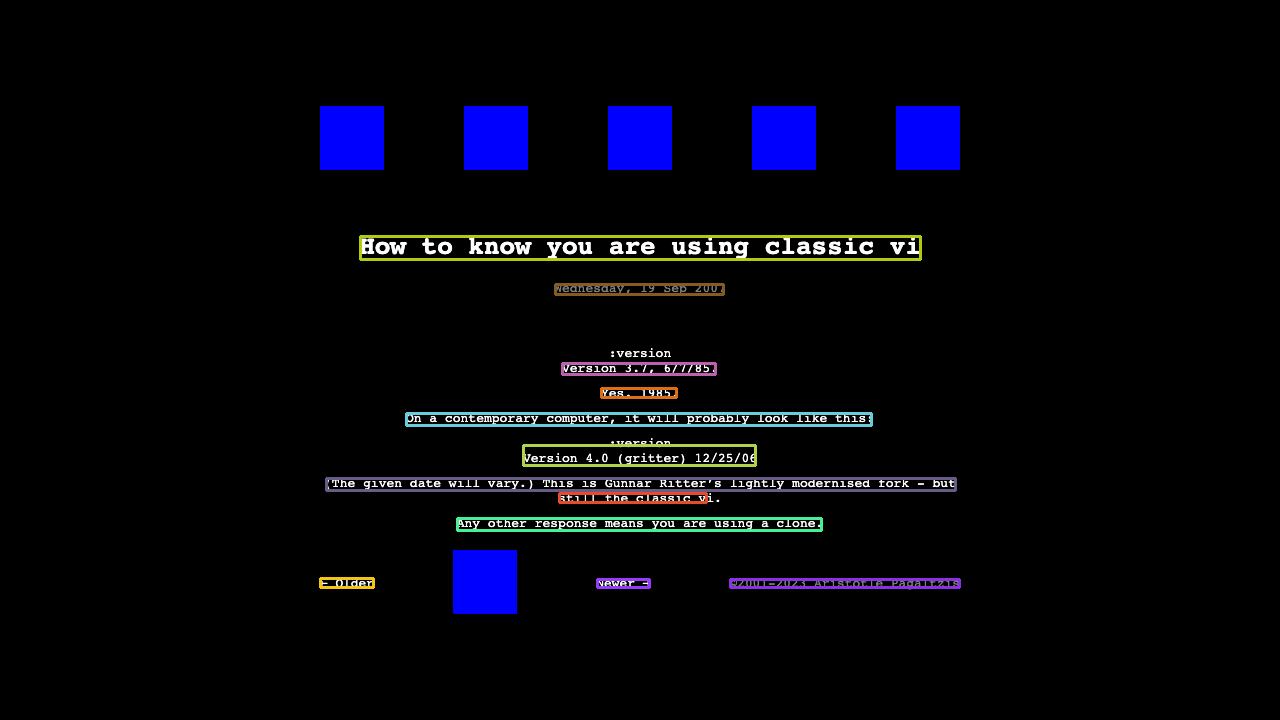 How to know you are using classic vi
Wednesday, 19 Sep 2007
:version
Version 3.7, 6/7/85.
Yes. 1985.
On a contemporary computer, it will probably look like this:
:version
Version 4.0 (gritter) 12/25/06
(The given date will vary.) This is Gunnar Ritter’s lightly modernised fork – but
still the classic vi.
Any other response means you are using a clone.
← Older
Newer →
©2001–2023 Aristotle Pagaltzis